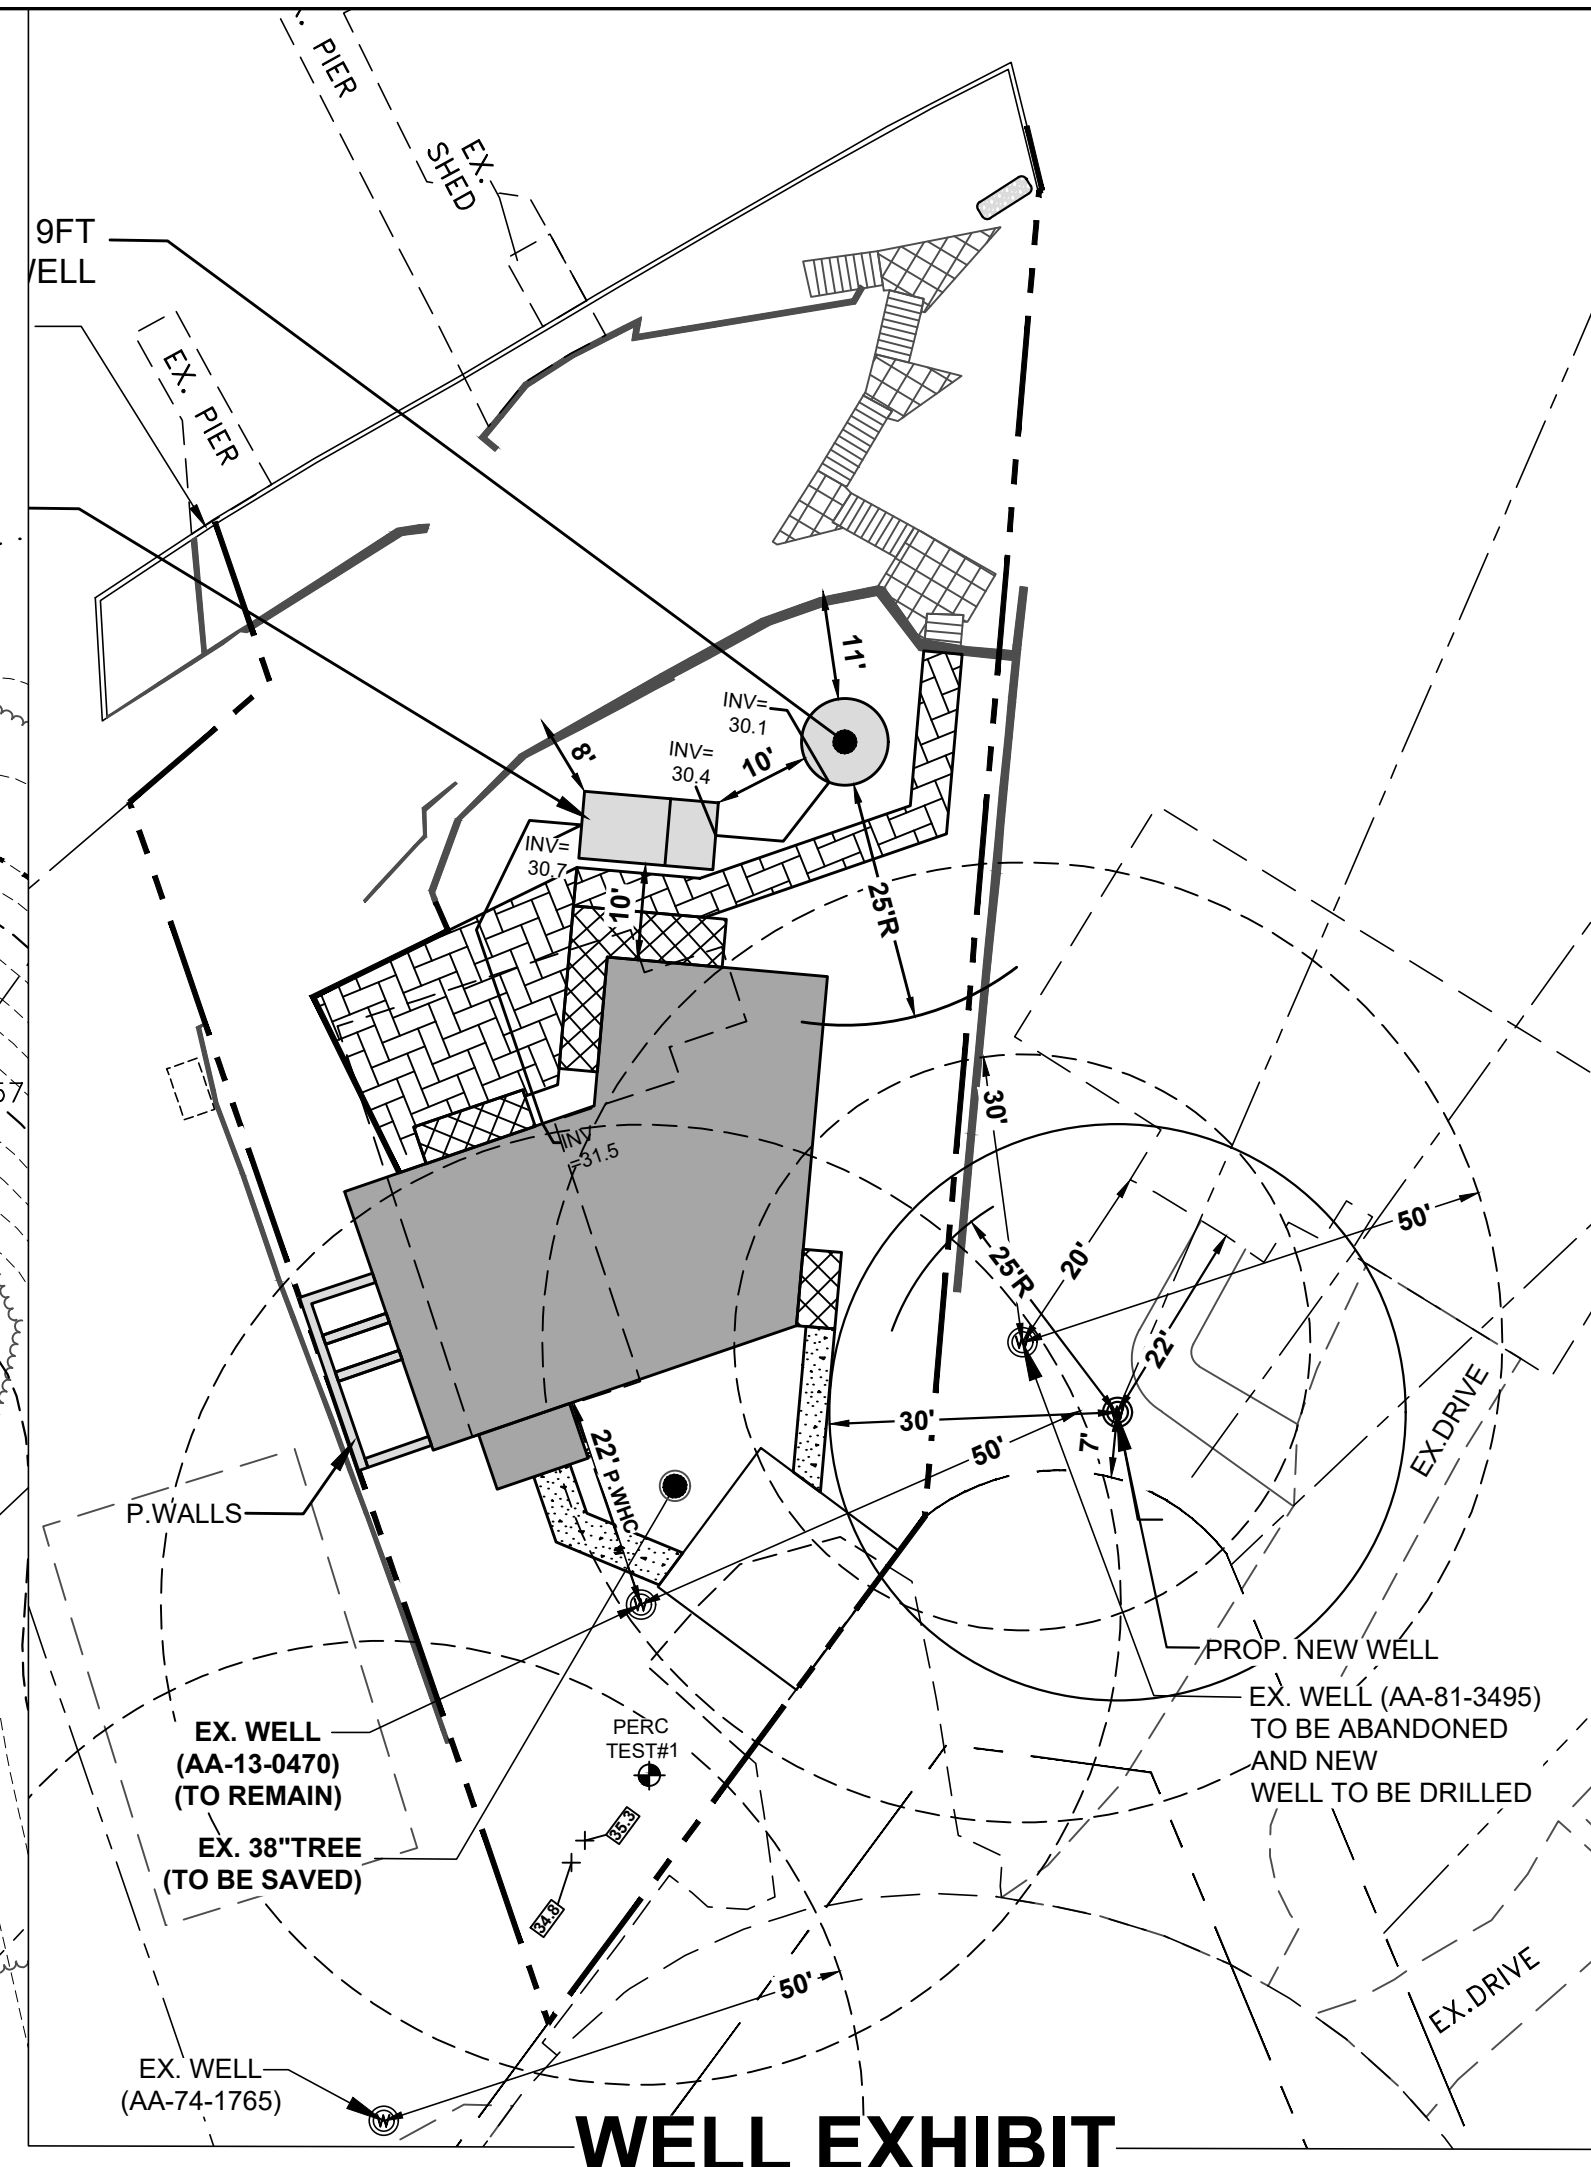 PIER
EX.
SHED
9FT
EX. PIER
11'
INV=
30.1
8'
INV=
30.4
10'
INV=
30.7
10'
25'R
30'
INV
=31.5
50'
20'
25'R
22'
30'
50'
7'
EX.DRIVE
22' P.WHC
P.WALLS
W
W
W
PROP. NEW WELL
EX. WELL (AA-81-3495)
TO BE ABANDONED
AND NEW
WELL TO BE DRILLED
EX. WELL
(AA-13-0470)
(TO REMAIN)
PERC
TEST#1
EX. 38"TREE
(TO BE SAVED)
35.3
34.8
50'
EX.DRIVE
EX. WELL
(AA-74-1765)
W
WELL EXHIBIT